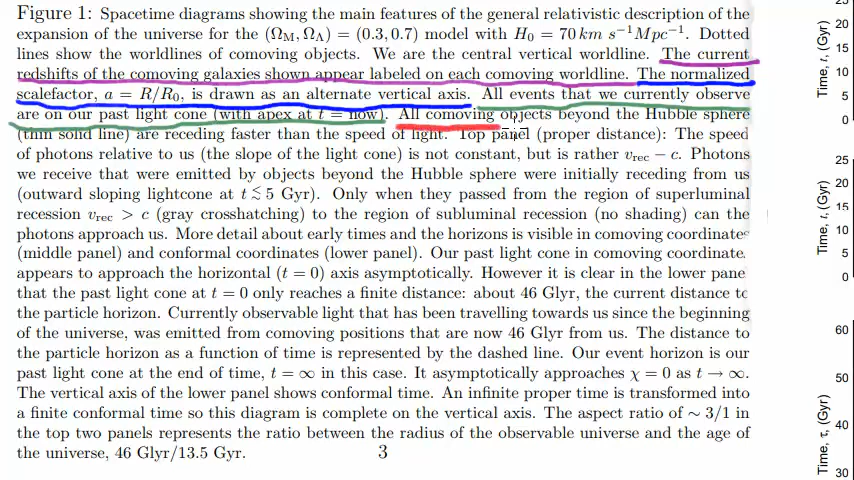 Figure 1: Spacetime diagrams showing the main features of the general relativistic description of the
expansion of the universe for the (Ω_M, Ω_Λ) = (0.3, 0.7) model with H₀ = 70 km s⁻¹Mpc⁻¹. Dotted
lines show the worldlines of comoving objects. We are the central vertical worldline. The current
redshifts of the comoving galaxies shown appear labeled on each comoving worldline. The normalized
scalefactor, a = R/R₀, is drawn as an alternate vertical axis. All events that we currently observe
are on our past light cone (with apex at t = now). All comoving objects beyond the Hubble sphere
(thin solid line) are receding faster than the speed of light. Top panel (proper distance): The speed
of photons relative to us (the slope of the light cone) is not constant, but is rather v_rec − c. Photons
we receive that were emitted by objects beyond the Hubble sphere were initially receding from us
(outward sloping lightcone at t ≲ 5 Gyr). Only when they passed from the region of superluminal
recession v_rec > c (gray crosshatching) to the region of subluminal recession (no shading) can the
photons approach us. More detail about early times and the horizons is visible in comoving coordinates
(middle panel) and conformal coordinates (lower panel). Our past light cone in comoving coordinate
appears to approach the horizontal (t = 0) axis asymptotically. However it is clear in the lower pane
that the past light cone at t = 0 only reaches a finite distance: about 46 Glyr, the current distance to
the particle horizon. Currently observable light that has been travelling towards us since the beginning
of the universe, was emitted from comoving positions that are now 46 Glyr from us. The distance to
the particle horizon as a function of time is represented by the dashed line. Our event horizon is our
past light cone at the end of time, t = ∞ in this case. It asymptotically approaches χ = 0 as t → ∞.
The vertical axis of the lower panel shows conformal time. An infinite proper time is transformed into
a finite conformal time so this diagram is complete on the vertical axis. The aspect ratio of ~ 3/1 in
the top two panels represents the ratio between the radius of the observable universe and the age of
the universe, 46 Glyr/13.5 Gyr.
3
25
20
15
10
5
0
Time, t, (Gyr)
25
20
15
10
5
0
Time, t, (Gyr)
60
50
40
30
Time, τ, (Gyr)